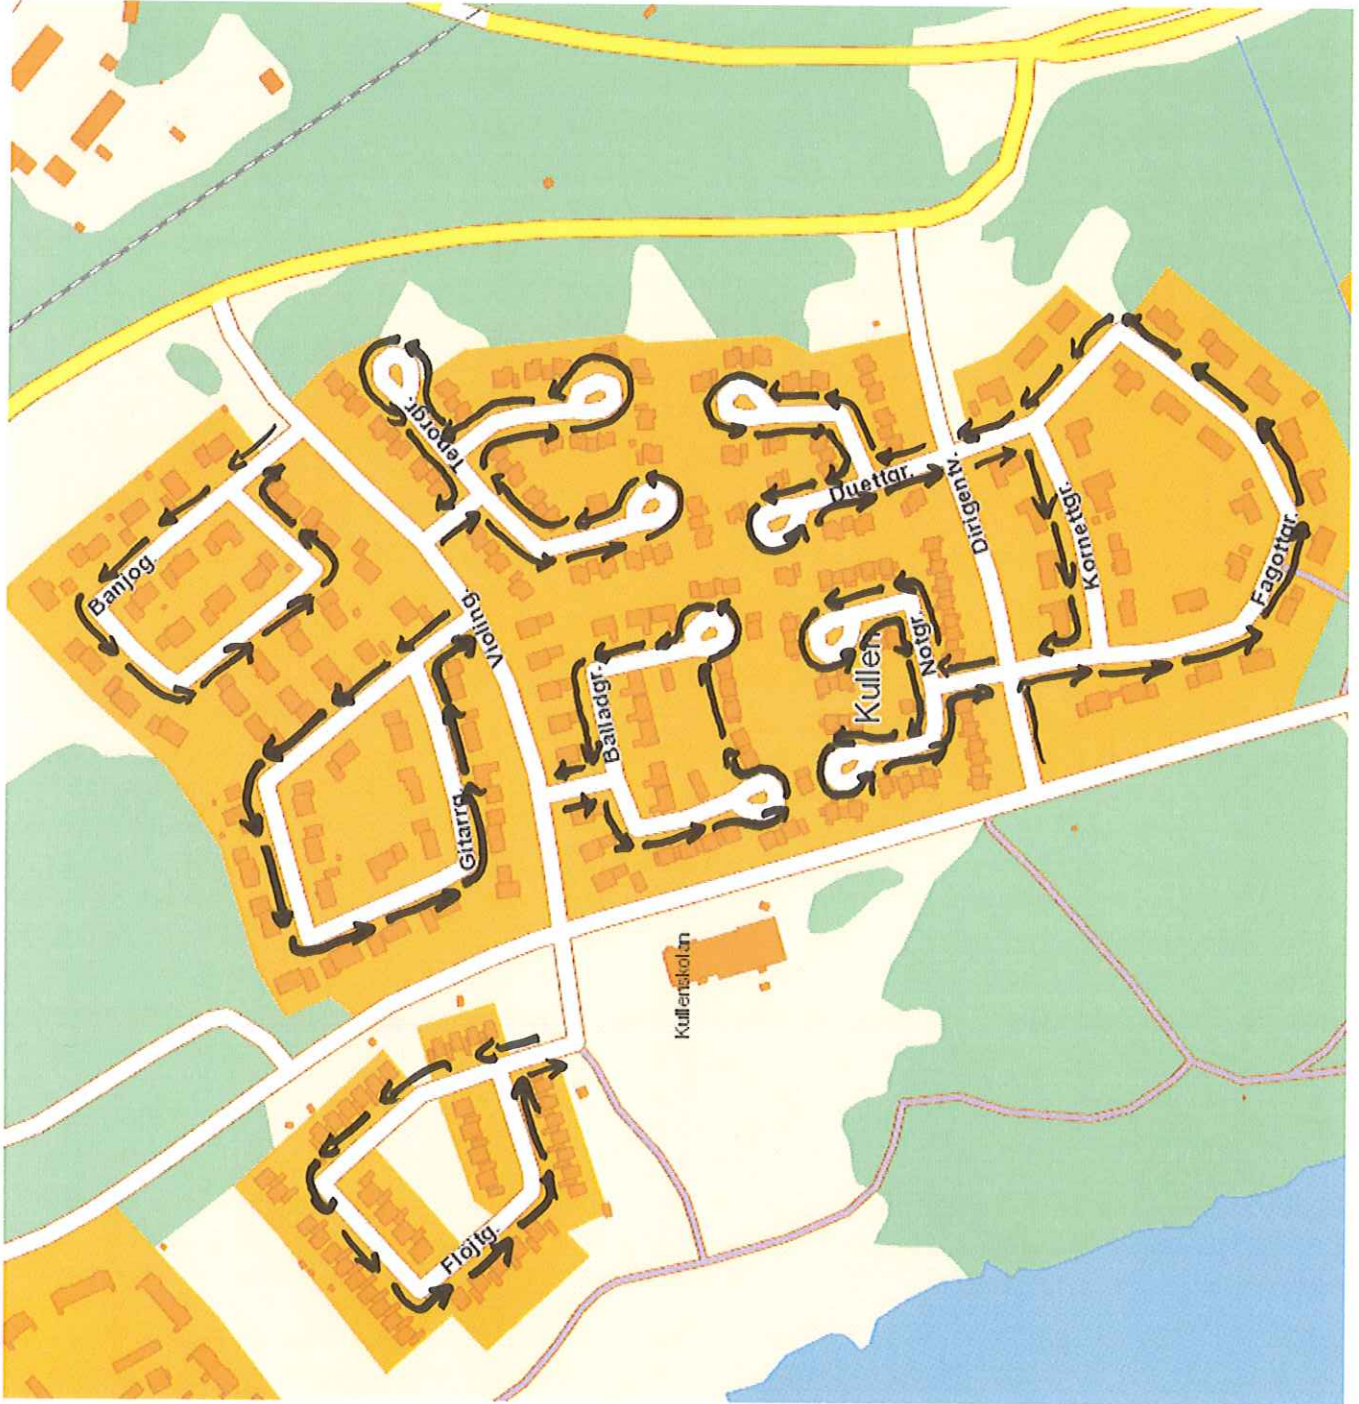 Tenorgr.
Duettgr.
Dirigentv.
Kornettgr.
Fagottgr.
Banjog.
Violing.
Balladgr.
Notgr.
Kullen
Gitarrg.
Kullenskolan
Flöjtg.